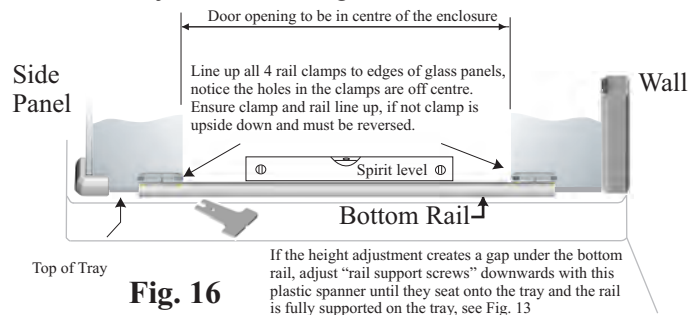 Door opening to be in centre of the enclosure
Side
Panel
Line up all 4 rail clamps to edges of glass panels,
notice the holes in the clamps are off centre.
Ensure clamp and rail line up, if not clamp is
upside down and must be reversed.
Wall
Spirit level
Bottom Rail
Top of Tray
Fig. 16
If the height adjustment creates a gap under the bottom
rail, adjust “rail support screws” downwards with this
plastic spanner until they seat onto the tray and the rail
is fully supported on the tray, see Fig. 13